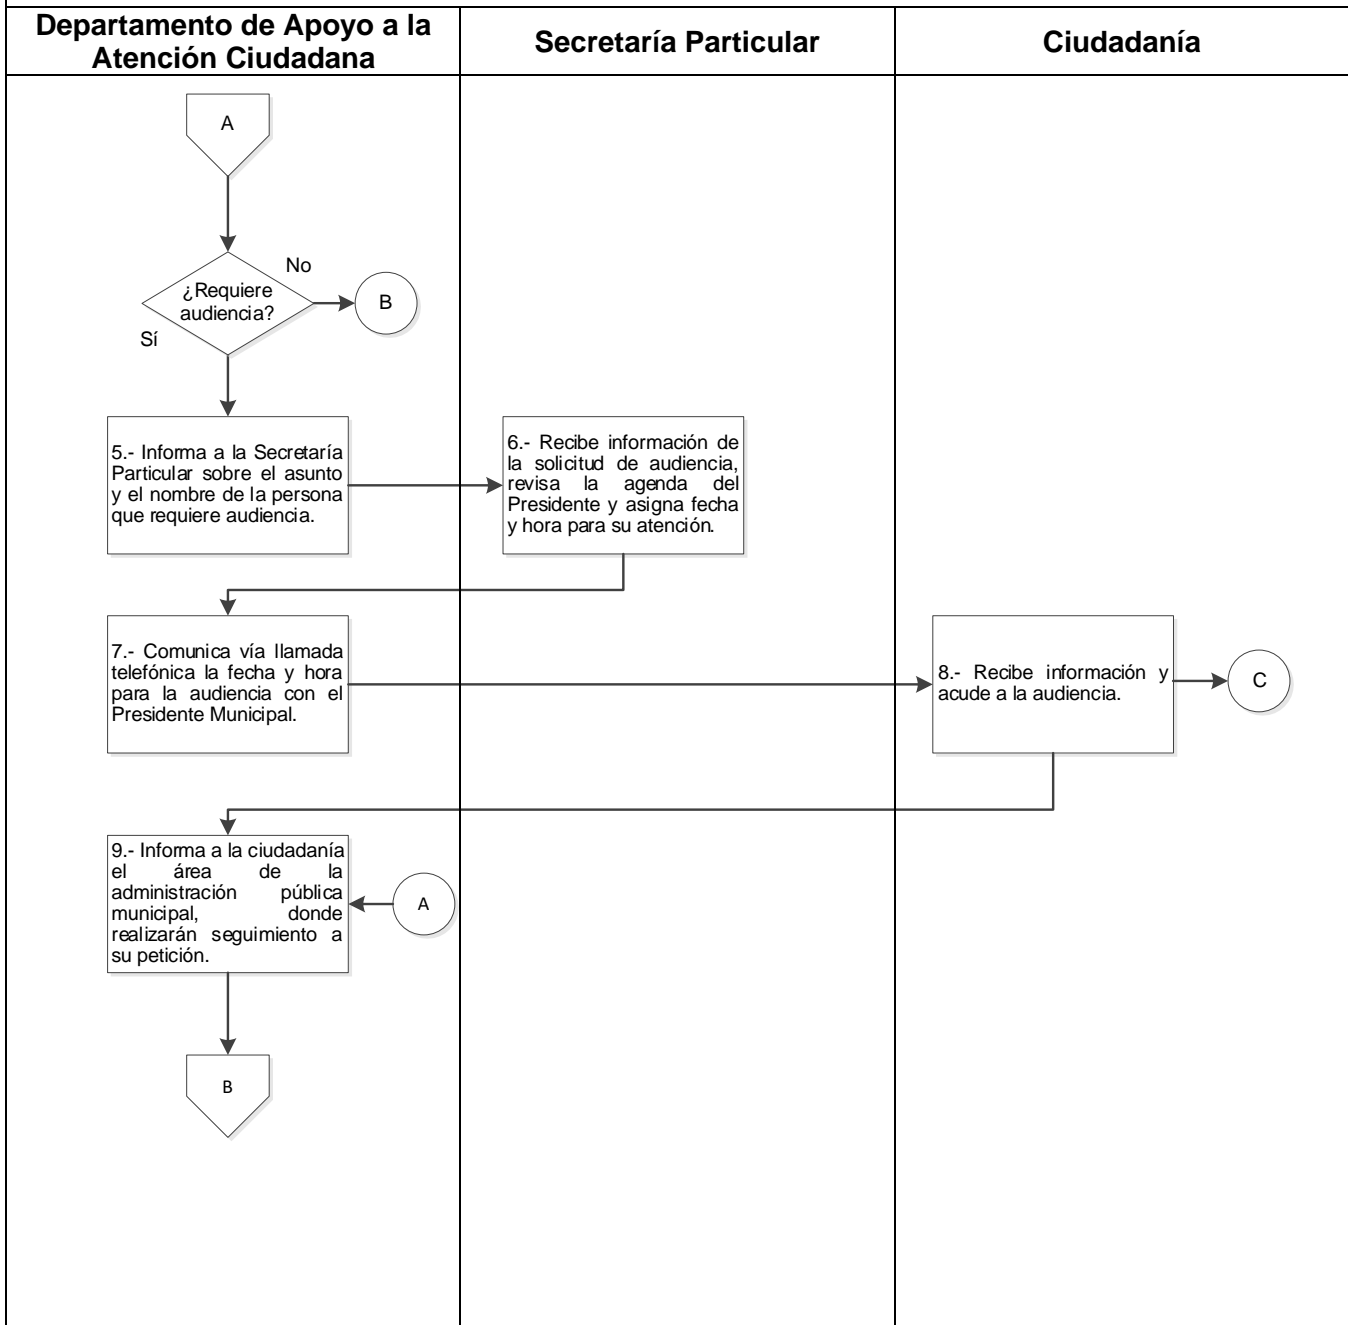 Departamento de Apoyo a la
Atención Ciudadana
Secretaría Particular
Ciudadanía
A
¿Requiere
audiencia?
No
Sí
B
5.- Informa a la Secretaría
Particular sobre el asunto
y el nombre de la persona
que requiere audiencia.
6.- Recibe información de
la solicitud de audiencia,
revisa la agenda del
Presidente y asigna fecha
y hora para su atención.
7.- Comunica vía llamada
telefónica la fecha y hora
para la audiencia con el
Presidente Municipal.
8.- Recibe información y
acude a la audiencia.
C
9.- Informa a la ciudadanía
el área de la
administración pública
municipal, donde
realizarán seguimiento a
su petición.
A
B